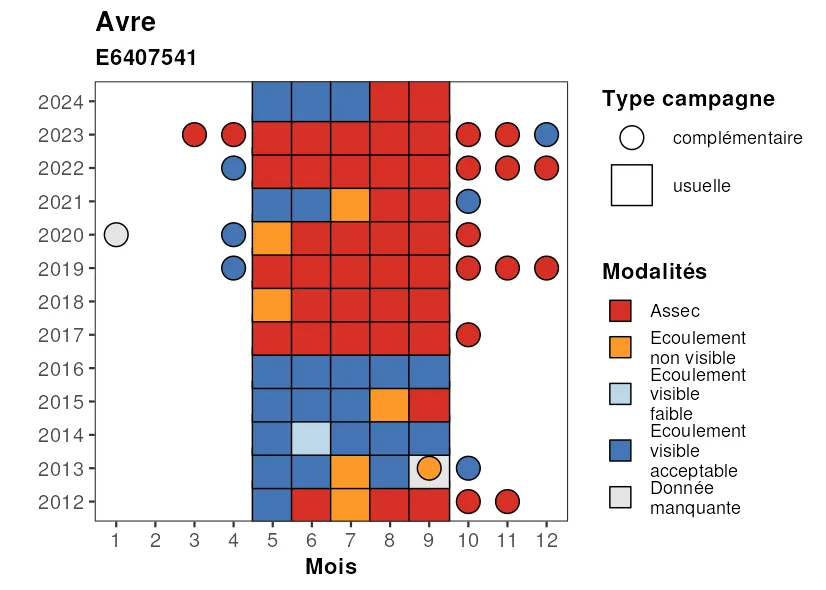 Avre
E6407541
2024
2023
2022
2021
2020
2019
2018
2017
2016
2015
2014
2013
2012
1 2 3 4 5 6 7 8 9 10 11 12
Mois
Type campagne
complémentaire
usuelle
Modalités
Assec
Ecoulement
non visible
Ecoulement
visible
faible
Ecoulement
visible
acceptable
Donnée
manquante